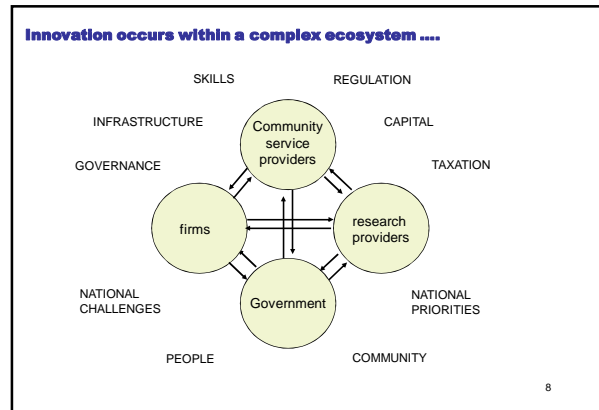 Innovation occurs within a complex ecosystem ....
SKILLS
REGULATION
INFRASTRUCTURE
CAPITAL
Community
service
providers
GOVERNANCE
TAXATION
firms
research
providers
Government
NATIONAL
CHALLENGES
NATIONAL
PRIORITIES
PEOPLE
COMMUNITY
8